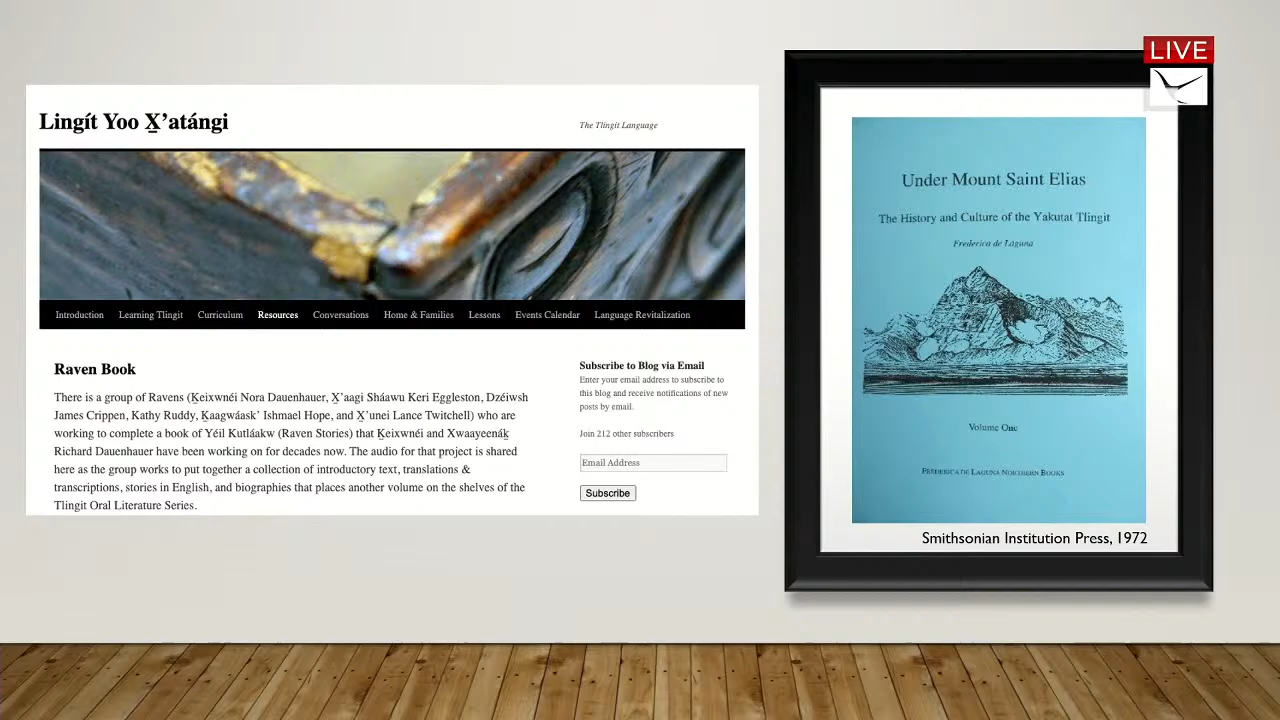 Lingít Yoo X̱’atángi
The Tlingit Language
Introduction Learning Tlingit Curriculum Resources Conversations Home & Families Lessons Events Calendar Language Revitalization
Raven Book
There is a group of Ravens (Ḵeixwnéi Nora Dauenhauer, X̱’aagi Sháawu Keri Eggleston, Dzéiwsh
James Crippen, Kathy Ruddy, Ḵaagwáask’ Ishmael Hope, and X̱’unei Lance Twitchell) who are
working to complete a book of Yéil Kutláakw (Raven Stories) that Ḵeixwnéi and Xwaayeenáḵ
Richard Dauenhauer have been working on for decades now. The audio for that project is shared
here as the group works to put together a collection of introductory text, translations &
transcriptions, stories in English, and biographies that places another volume on the shelves of the
Tlingit Oral Literature Series.
Subscribe to Blog via Email
Enter your email address to subscribe to
this blog and receive notifications of new
posts by email.
Join 212 other subscribers
Email Address
Subscribe
LIVE
Under Mount Saint Elias
The History and Culture of the Yakutat Tlingit
Frederica de Laguna
Volume One
FREDERICA DE LAGUNA NORTHERN BOOKS
Smithsonian Institution Press, 1972